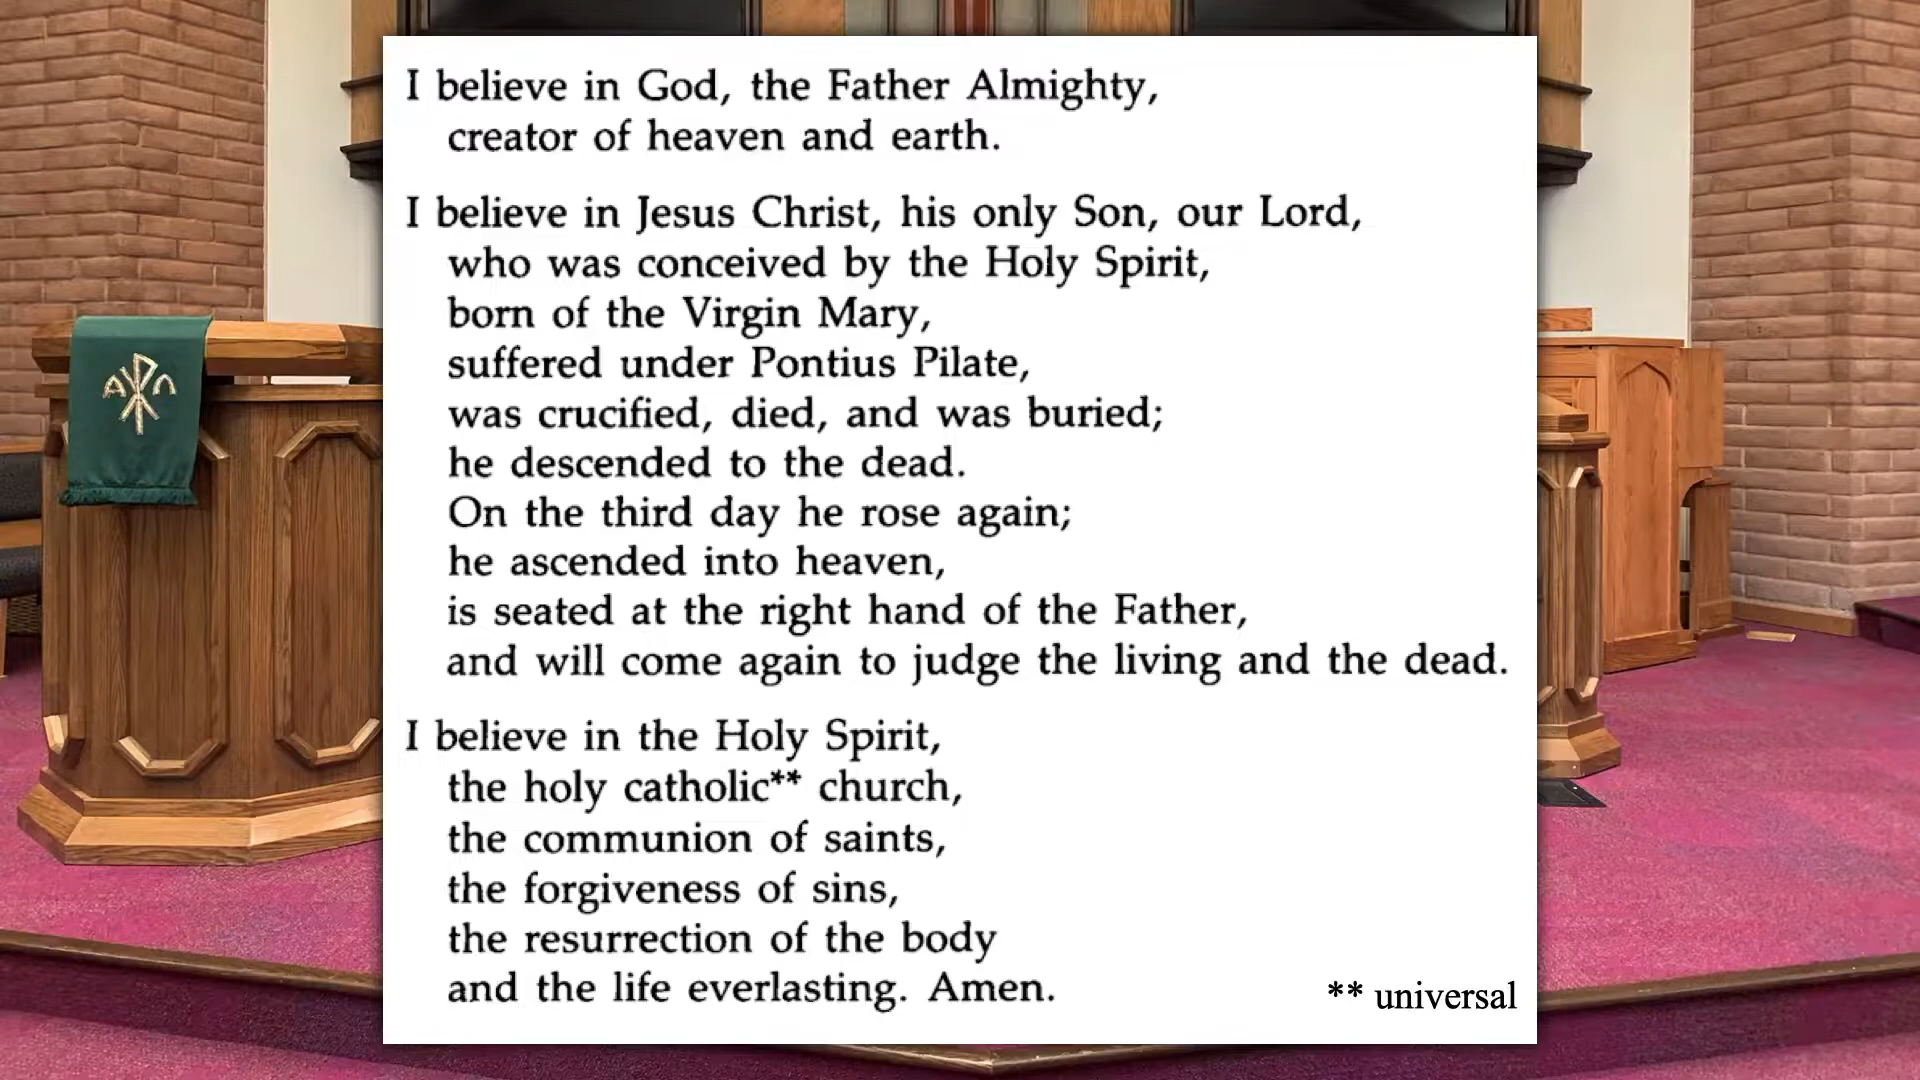 I believe in God, the Father Almighty,
creator of heaven and earth.
I believe in Jesus Christ, his only Son, our Lord,
who was conceived by the Holy Spirit,
born of the Virgin Mary,
suffered under Pontius Pilate,
was crucified, died, and was buried;
he descended to the dead.
On the third day he rose again;
he ascended into heaven,
is seated at the right hand of the Father,
and will come again to judge the living and the dead.
I believe in the Holy Spirit,
the holy catholic** church,
the communion of saints,
the forgiveness of sins,
the resurrection of the body
and the life everlasting. Amen.
** universal